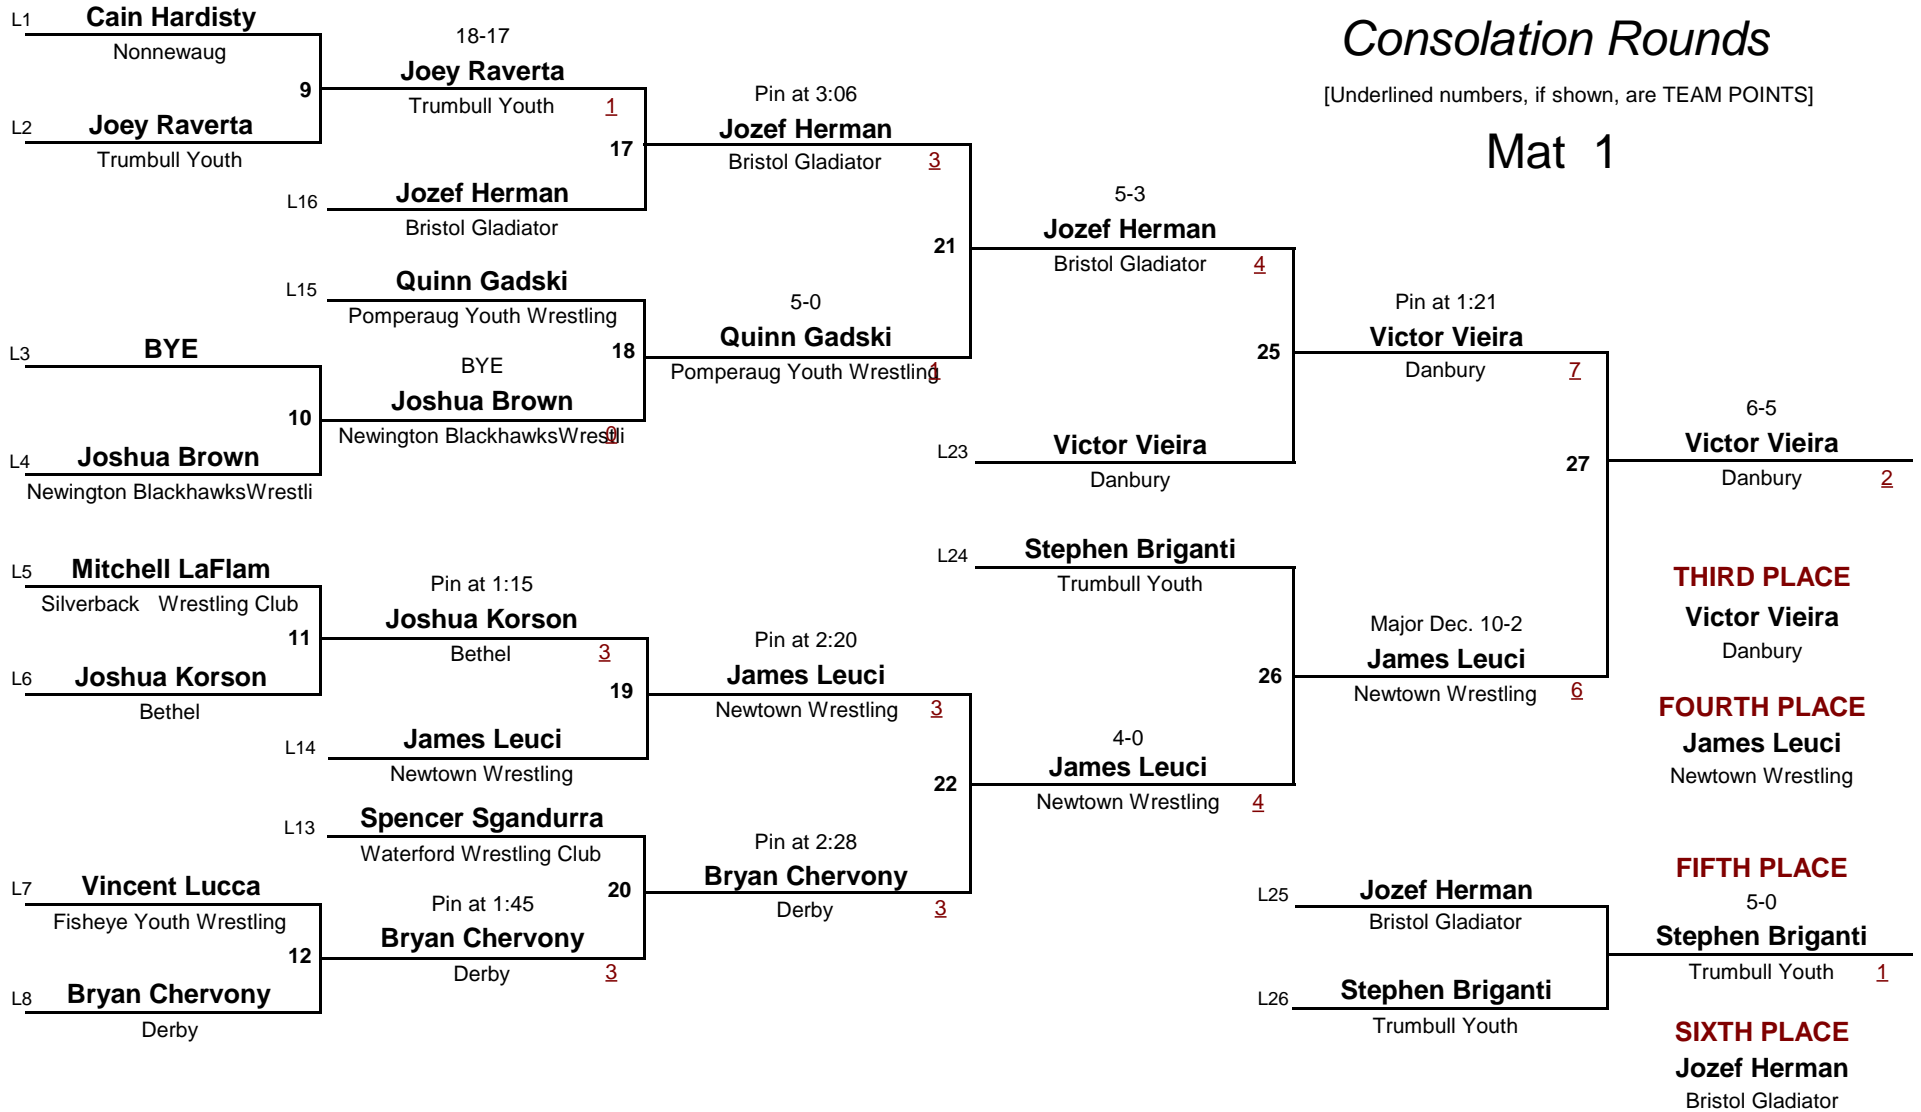 Consolation Rounds
[Underlined numbers, if shown, are TEAM POINTS]
Mat 1
L1 Cain Hardisty
Nonnewaug
9
L2 Joey Raverta
Trumbull Youth
18-17
Joey Raverta
Trumbull Youth 1
17
L16 Jozef Herman
Bristol Gladiator
L15 Quinn Gadski
Pomperaug Youth Wrestling
18
L3 BYE
10
L4 Joshua Brown
Newington BlackhawksWrestli
BYE
Joshua Brown
Newington BlackhawksWrestli 0
L5 Mitchell LaFlam
Silverback Wrestling Club
11
L6 Joshua Korson
Bethel
Pin at 1:15
Joshua Korson
Bethel 3
19
L14 James Leuci
Newtown Wrestling
L13 Spencer Sgandurra
Waterford Wrestling Club
20
L7 Vincent Lucca
Fisheye Youth Wrestling
12
L8 Bryan Chervony
Derby
Pin at 1:45
Bryan Chervony
Derby 3
Pin at 3:06
Jozef Herman
Bristol Gladiator 3
21
5-0
Quinn Gadski
Pomperaug Youth Wrestling 1
Pin at 2:20
James Leuci
Newtown Wrestling 3
22
Pin at 2:28
Bryan Chervony
Derby 3
5-3
Jozef Herman
Bristol Gladiator 4
25
L23 Victor Vieira
Danbury
L24 Stephen Briganti
Trumbull Youth
26
4-0
James Leuci
Newtown Wrestling 4
Pin at 1:21
Victor Vieira
Danbury 7
27
Major Dec. 10-2
James Leuci
Newtown Wrestling 6
6-5
Victor Vieira
Danbury 2
THIRD PLACE
Victor Vieira
Danbury
FOURTH PLACE
James Leuci
Newtown Wrestling
L25 Jozef Herman
Bristol Gladiator
L26 Stephen Briganti
Trumbull Youth
FIFTH PLACE
5-0
Stephen Briganti
Trumbull Youth 1
SIXTH PLACE
Jozef Herman
Bristol Gladiator